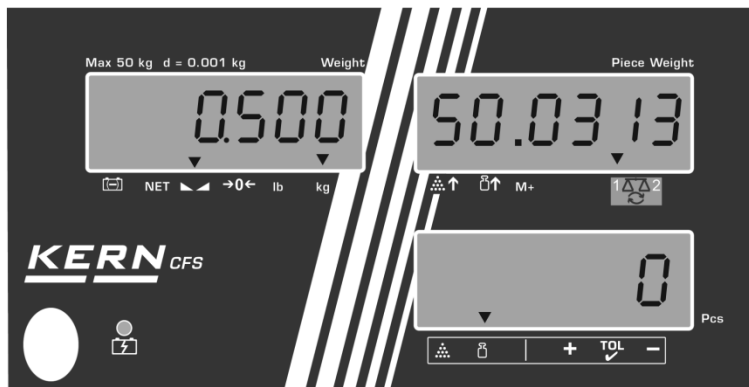 Max 50 kg d = 0.001 kg Weight
Piece Weight
0.500
50.0313
NET →0← lb kg
M+
1 2
KERN CFS
0
Pcs
+ TOL −